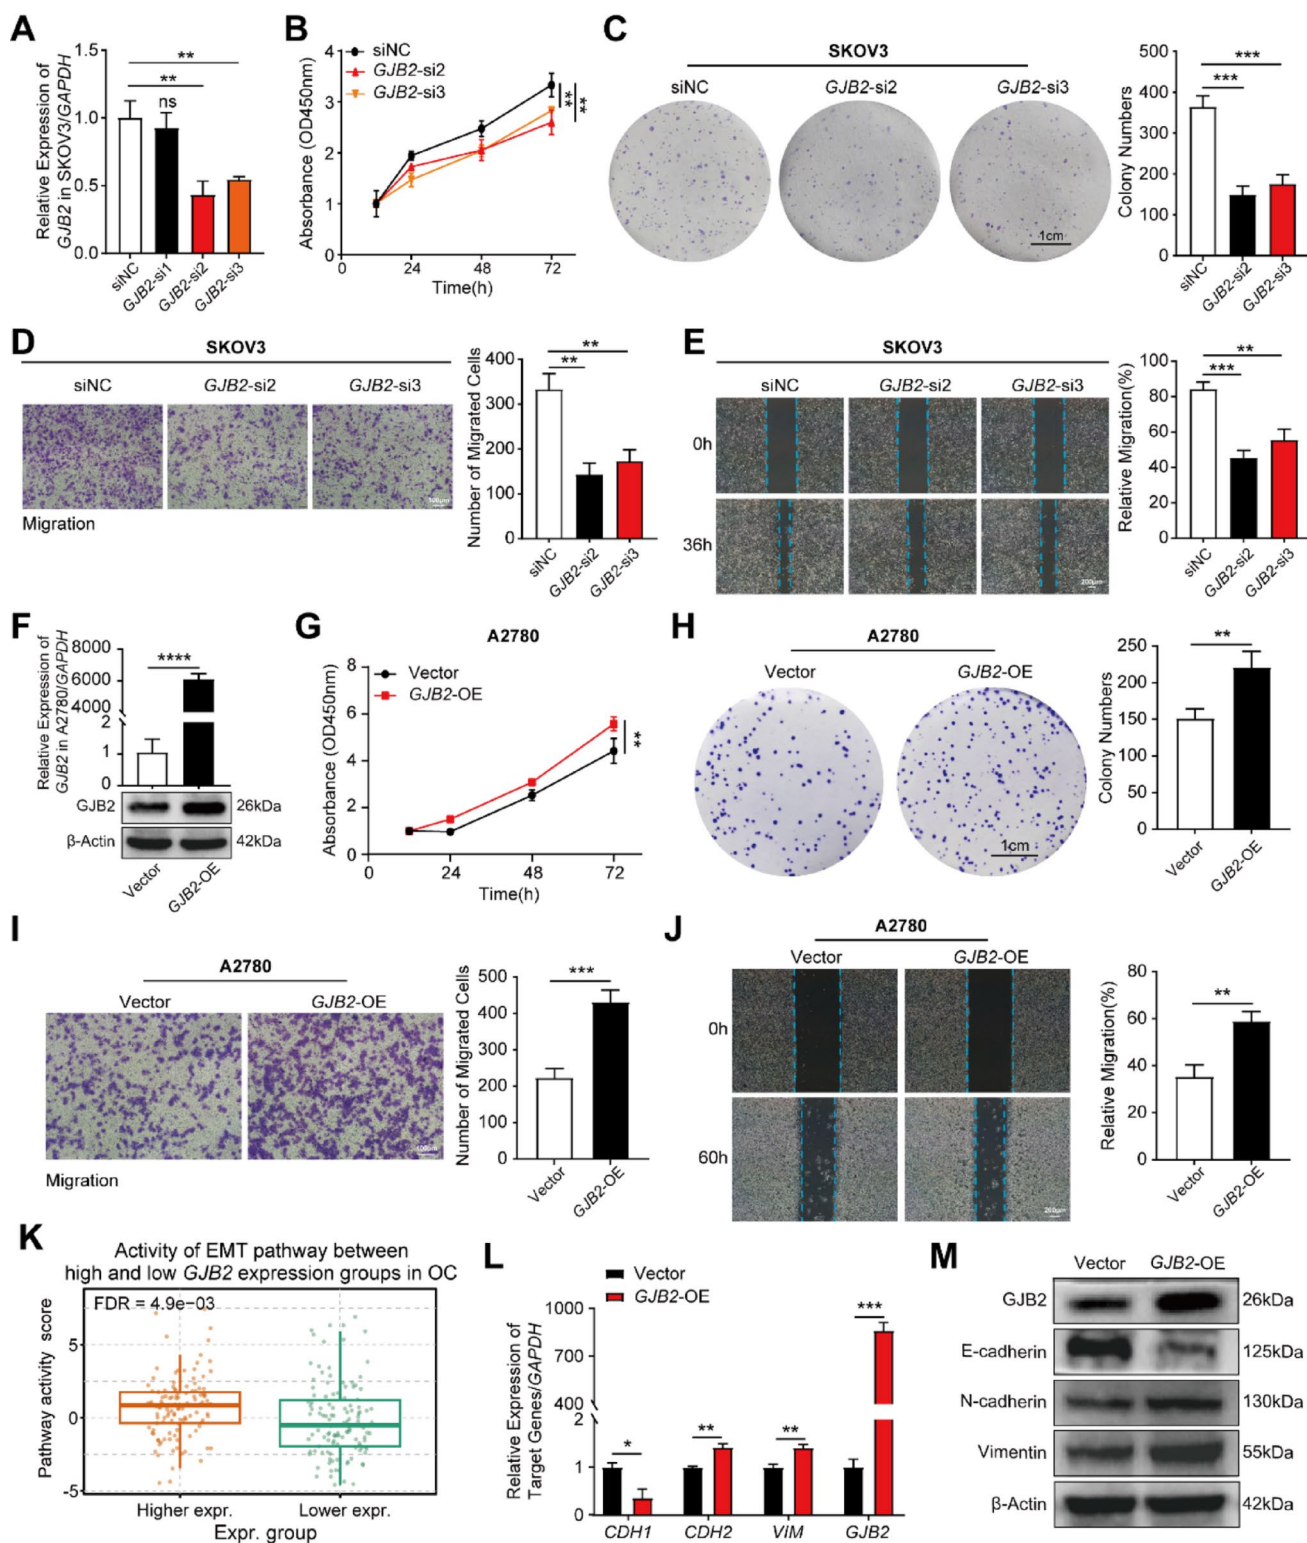 A
Relative Expression of
GJB2 in SKOV3/GAPDH
1.5
1.0
0.5
0.0
**
**
ns
siNC
GJB2-si1
GJB2-si2
GJB2-si3
B
siNC
GJB2-si2
GJB2-si3
Absorbance (OD450nm)
4
3
2
1
0
0 24 48 72
Time(h)
**
**
C
SKOV3
siNC GJB2-si2 GJB2-si3
1cm
Colony Numbers
500
400
300
200
100
0
***
***
siNC
GJB2-si2
GJB2-si3
D
SKOV3
siNC GJB2-si2 GJB2-si3
100μm
Migration
Number of Migrated Cells
400
300
200
100
0
**
**
siNC
GJB2-si2
GJB2-si3
E
SKOV3
siNC GJB2-si2 GJB2-si3
0h
36h
200μm
Relative Migration(%)
80
60
40
20
0
**
***
siNC
GJB2-si2
GJB2-si3
F
Relative Expression of
GJB2 in A2780/GAPDH
8000
6000
4000
2
1
0
****
GJB2 26kDa
β-Actin 42kDa
Vector
GJB2-OE
G
A2780
Vector
GJB2-OE
Absorbance (OD450nm)
8
6
4
2
0
0 24 48 72
Time(h)
**
H
A2780
Vector GJB2-OE
1cm
Colony Numbers
250
200
150
100
50
0
**
Vector
GJB2-OE
I
A2780
Vector GJB2-OE
100μm
Migration
Number of Migrated Cells
500
400
300
200
100
0
***
Vector
GJB2-OE
J
A2780
Vector GJB2-OE
0h
60h
200μm
Relative Migration(%)
80
60
40
20
0
**
Vector
GJB2-OE
K
Activity of EMT pathway between
high and low GJB2 expression groups in OC
FDR = 4.9e−03
Pathway activity score
5
0
-5
Higher expr. Lower expr.
Expr. group
L
Vector
GJB2-OE
Relative Expression of
Target Genes/GAPDH
1000
700
400
2
1
0
* ** ** ***
CDH1 CDH2 VIM GJB2
M
Vector GJB2-OE
GJB2 26kDa
E-cadherin 125kDa
N-cadherin 130kDa
Vimentin 55kDa
β-Actin 42kDa